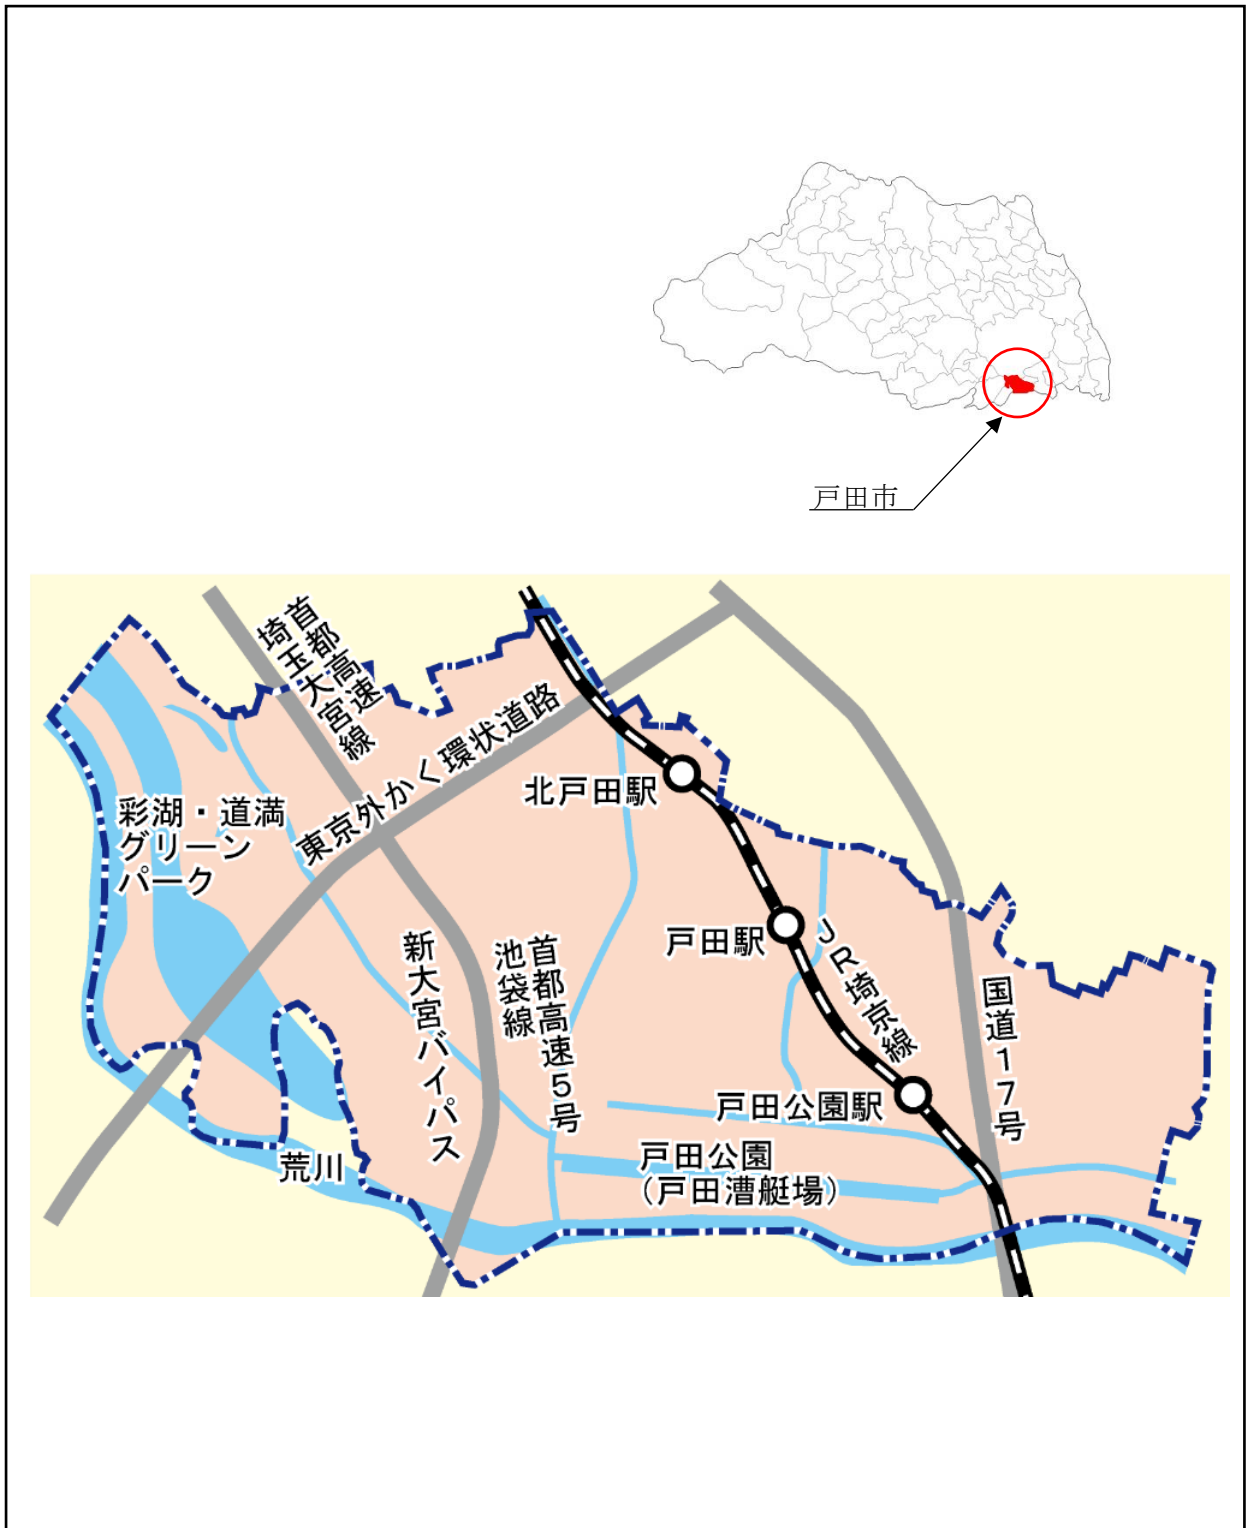 戸田市
首都高速
埼玉大宮線
東京外かく環状道路
北戸田駅
彩湖・道満
グリーン
パーク
戸田駅
JR埼京線
新大宮バイパス
首都高速5号
池袋線
国道17号
戸田公園駅
戸田公園
（戸田漕艇場）
荒川